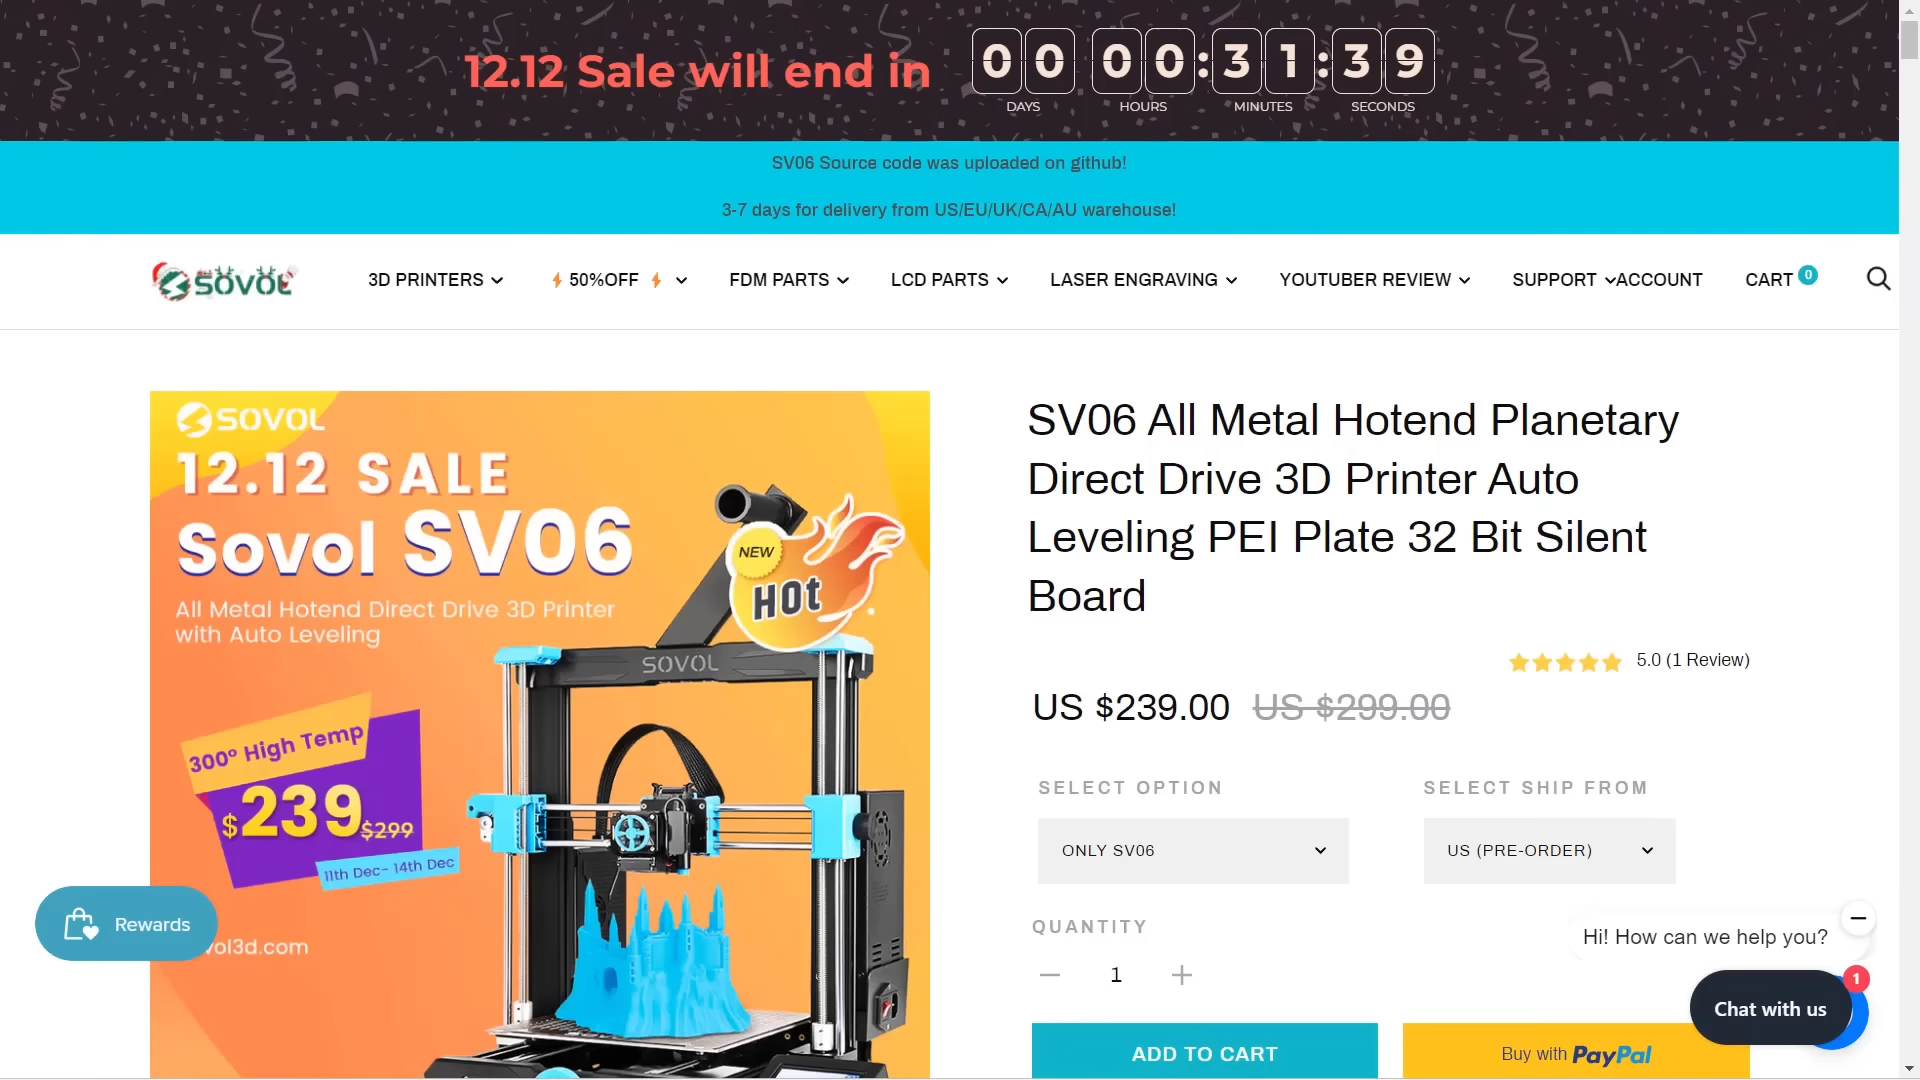 12.12 Sale will end in
00 00:31:39
DAYS HOURS MINUTES SECONDS
SV06 Source code was uploaded on github!
3-7 days for delivery from US/EU/UK/CA/AU warehouse!
SOVOL
3D PRINTERS
50%OFF
FDM PARTS
LCD PARTS
LASER ENGRAVING
YOUTUBER REVIEW
SUPPORT
ACCOUNT
CART 0
SOVOL
12.12 SALE
Sovol SV06
All Metal Hotend Direct Drive 3D Printer
with Auto Leveling
NEW
HOT
SOVOL
300° High Temp
$239 $299
11th Dec- 14th Dec
vol3d.com
Rewards
SV06 All Metal Hotend Planetary
Direct Drive 3D Printer Auto
Leveling PEI Plate 32 Bit Silent
Board
5.0 (1 Review)
US $239.00 US $299.00
SELECT OPTION
ONLY SV06
SELECT SHIP FROM
US (PRE-ORDER)
QUANTITY
1
ADD TO CART
Buy with PayPal
Hi! How can we help you?
1
Chat with us